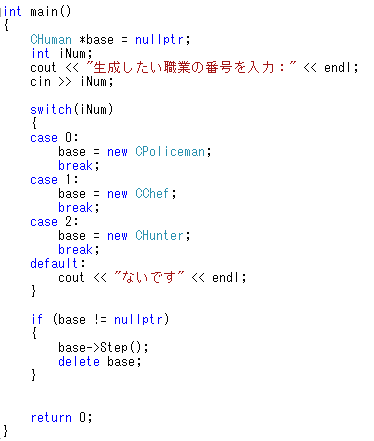 int main()
{
    CHuman *base = nullptr;
    int iNum;
    cout << "生成したい職業の番号を入力：" << endl;
    cin >> iNum;

    switch(iNum)
    {
    case 0:
        base = new CPoliceman;
        break;
    case 1:
        base = new CChef;
        break;
    case 2:
        base = new CHunter;
        break;
    default:
        cout << "ないです" << endl;
    }

    if (base != nullptr)
    {
        base->Step();
        delete base;
    }


    return 0;
}